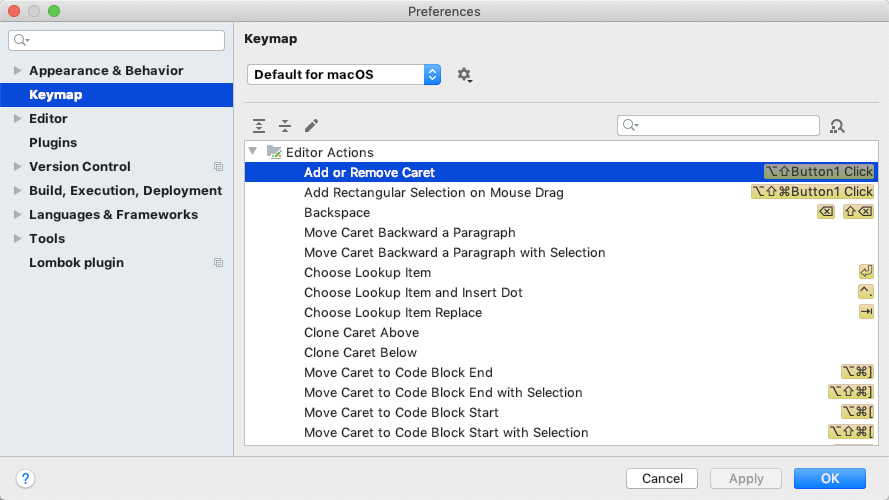 Preferences
Appearance & Behavior
Keymap
Editor
Plugins
Version Control
Build, Execution, Deployment
Languages & Frameworks
Tools
Lombok plugin
Keymap
Default for macOS
Editor Actions
Add or Remove Caret ⌥⇧Button1 Click
Add Rectangular Selection on Mouse Drag ⌥⇧⌘Button1 Click
Backspace ⌫ ⇧⌫
Move Caret Backward a Paragraph
Move Caret Backward a Paragraph with Selection
Choose Lookup Item ⏎
Choose Lookup Item and Insert Dot ^.
Choose Lookup Item Replace ⇥
Clone Caret Above
Clone Caret Below
Move Caret to Code Block End ⌥⌘]
Move Caret to Code Block End with Selection ⌥⇧⌘]
Move Caret to Code Block Start ⌥⌘[
Move Caret to Code Block Start with Selection ⌥⇧⌘[
?
Cancel
Apply
OK